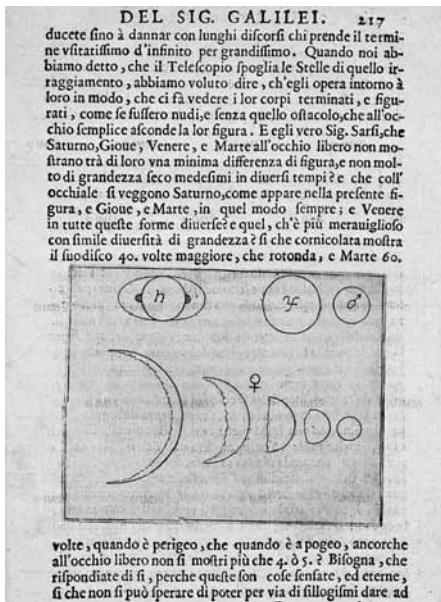 DEL SIG. GALILEI. 217
ducete ſino à dannar con lunghi diſcorſi chi prende il termi-
ne vſitatiſſimo d'infinito per grandiſſimo. Quando noi ab-
biamo detto, che il Teleſcopio ſpoglia le Stelle di quello ir-
raggiamento, abbiamo voluto dire, ch'egli opera intorno à
loro in modo, che ci fà vedere i lor corpi terminati, e figu-
rati, come ſe fuſſero nudi, e ſenza quello oſtacolo, che all'oc-
chio ſemplice aſconde la lor figura. E egli vero Sig. Sarſi, che
Saturno, Gioue, Venere, e Marte all'occhio libero non mo-
ſtrano trà di loro vna minima differenza di figura, e non mol-
to di grandezza ſeco medeſimi in diuerſi tempi? e che coll'
occhiale ſi veggono Saturno, come appare nella preſente fi-
gura, e Gioue, e Marte, in quel modo ſempre; e Venere
in tutte queſte forme diuerſe? e quel, ch'è più merauiglioſo
con ſimile diuerſità di grandezza? ſi che cornicolata moſtra
il ſuo diſco 40. volte maggiore, che rotonda, e Marte 60.
♄ ♃ ♂
♀
volte, quando è perigeo, che quando è apogeo, ancorche
all'occhio libero non ſi moſtri più che 4. ò 5.? Biſogna, che
riſpondiate di ſi, perche queſte ſon coſe ſenſate, ed eterne,
ſi che non ſi può ſperare di poter per via di ſillogiſmi dare ad